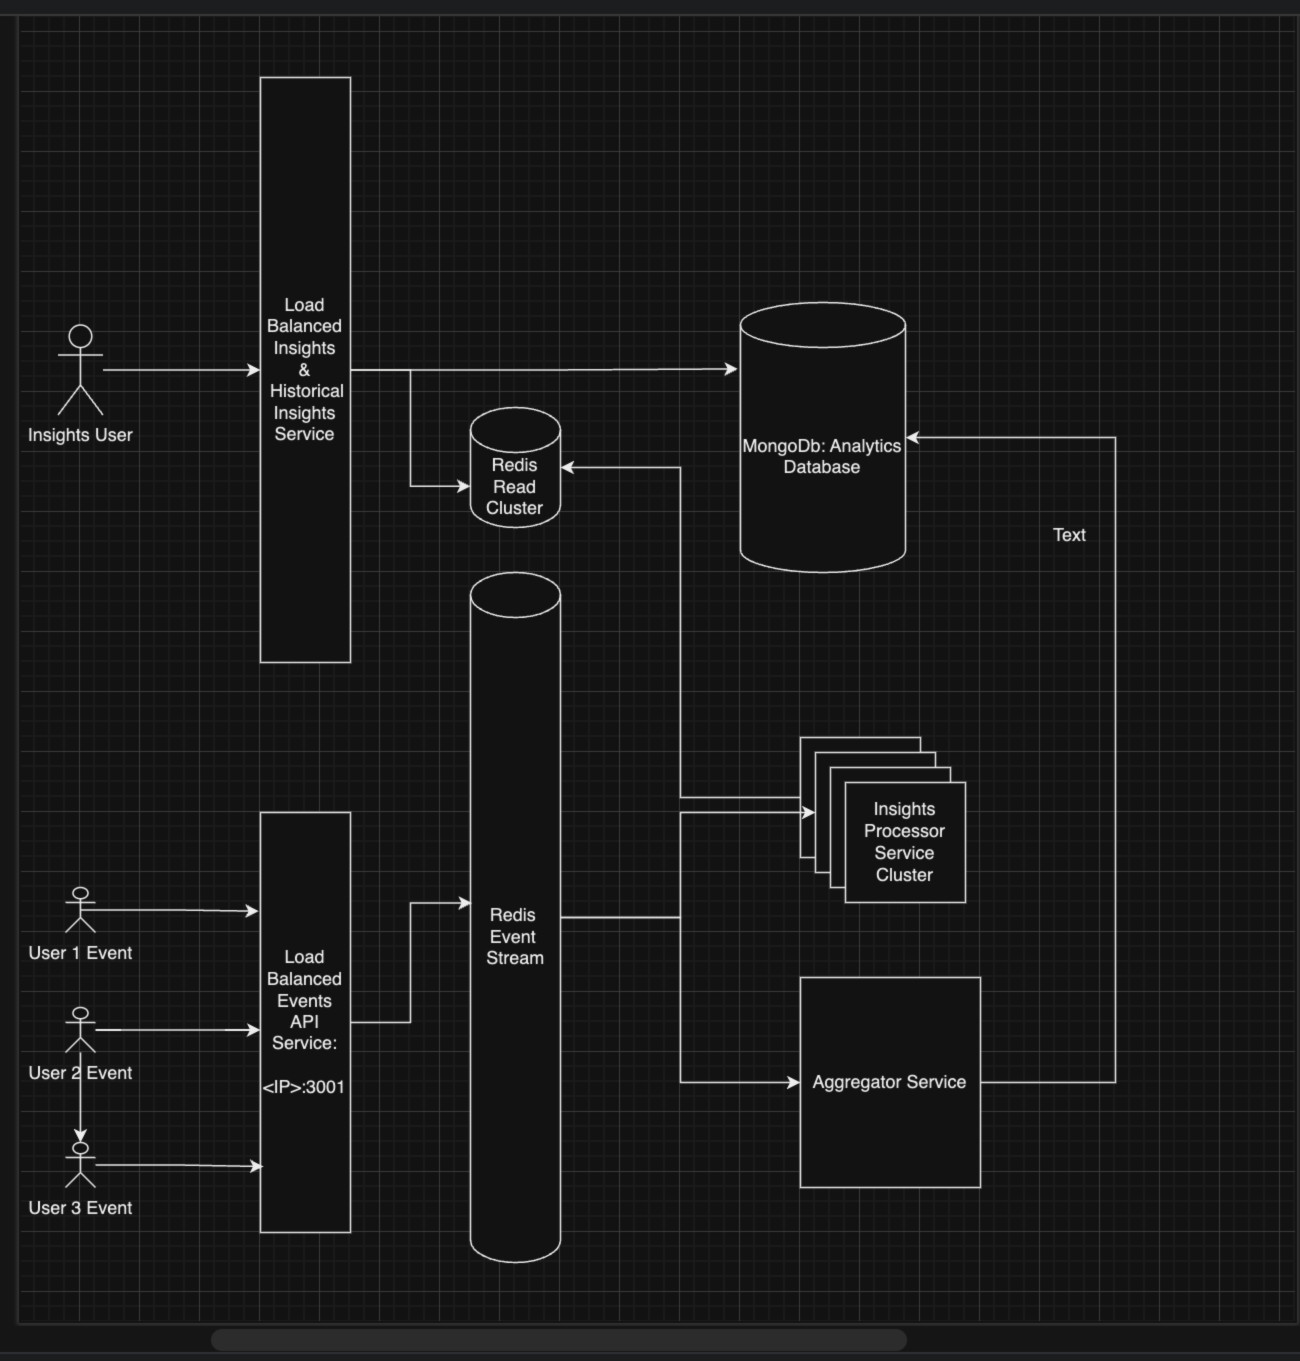 Load
Balanced
Insights
&
Historical
Insights
Service
Insights User
Redis
Read
Cluster
MongoDb: Analytics
Database
Text
Insights
Processor
Service
Cluster
User 1 Event
Redis
Event
Stream
Load
Balanced
Events
API
Service:
<IP>:3001
User 2 Event
Aggregator Service
User 3 Event